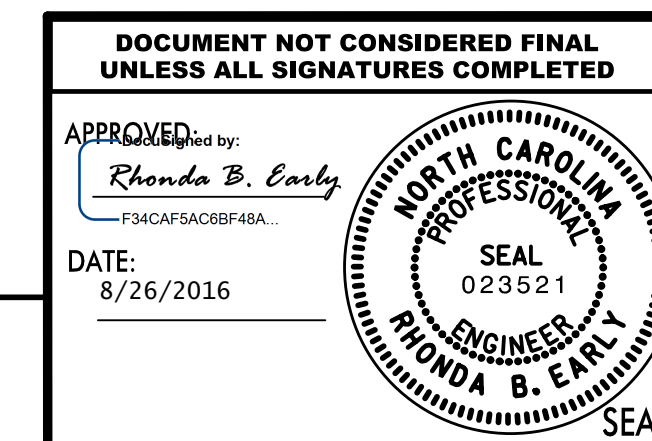 DOCUMENT NOT CONSIDERED FINAL
UNLESS ALL SIGNATURES COMPLETED
APPROVED:
DocuSigned by:
Rhonda B. Early
F34CAF5AC6BF48A...
DATE:
8/26/2016
NORTH CAROLINA
PROFESSIONAL
SEAL
023521
ENGINEER
RHONDA B. EARLY
SEA